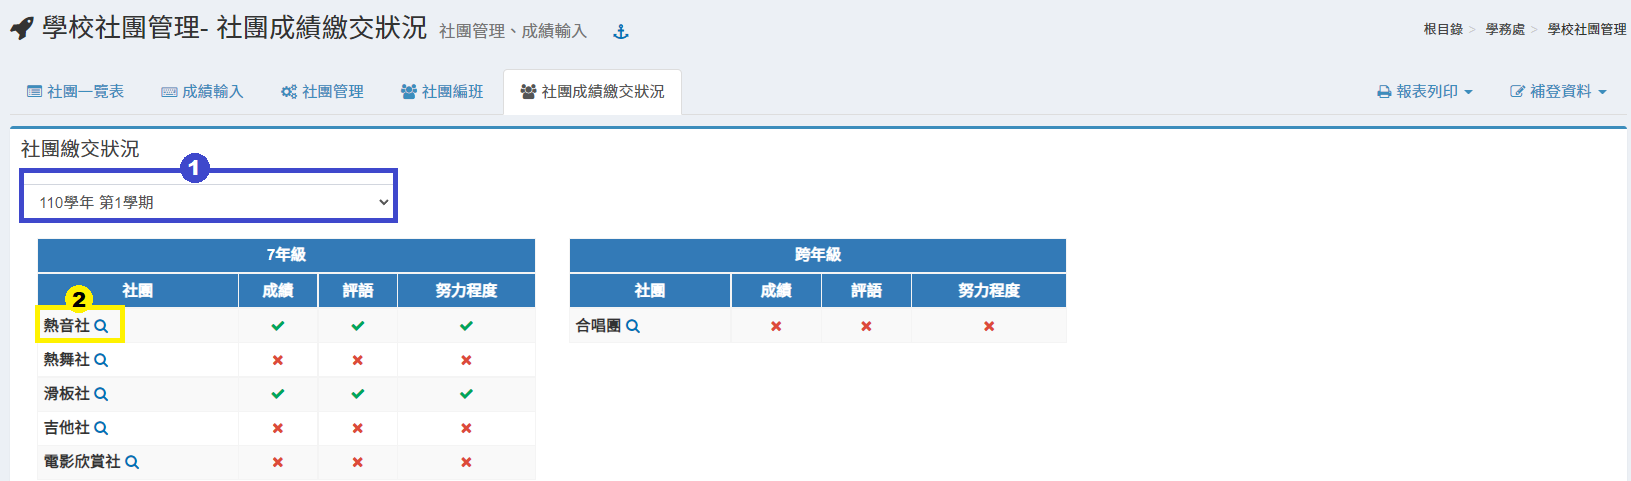 學校社團管理- 社團成績繳交狀況 社團管理、成績輸入
根目錄 > 學務處 > 學校社團管理
社團一覽表 成績輸入 社團管理 社團編班 社團成績繳交狀況 報表列印 補登資料
社團繳交狀況
1
110學年 第1學期
7年級
社團 成績 評語 努力程度
2
熱音社
熱舞社
滑板社
吉他社
電影欣賞社
跨年級
社團 成績 評語 努力程度
合唱團